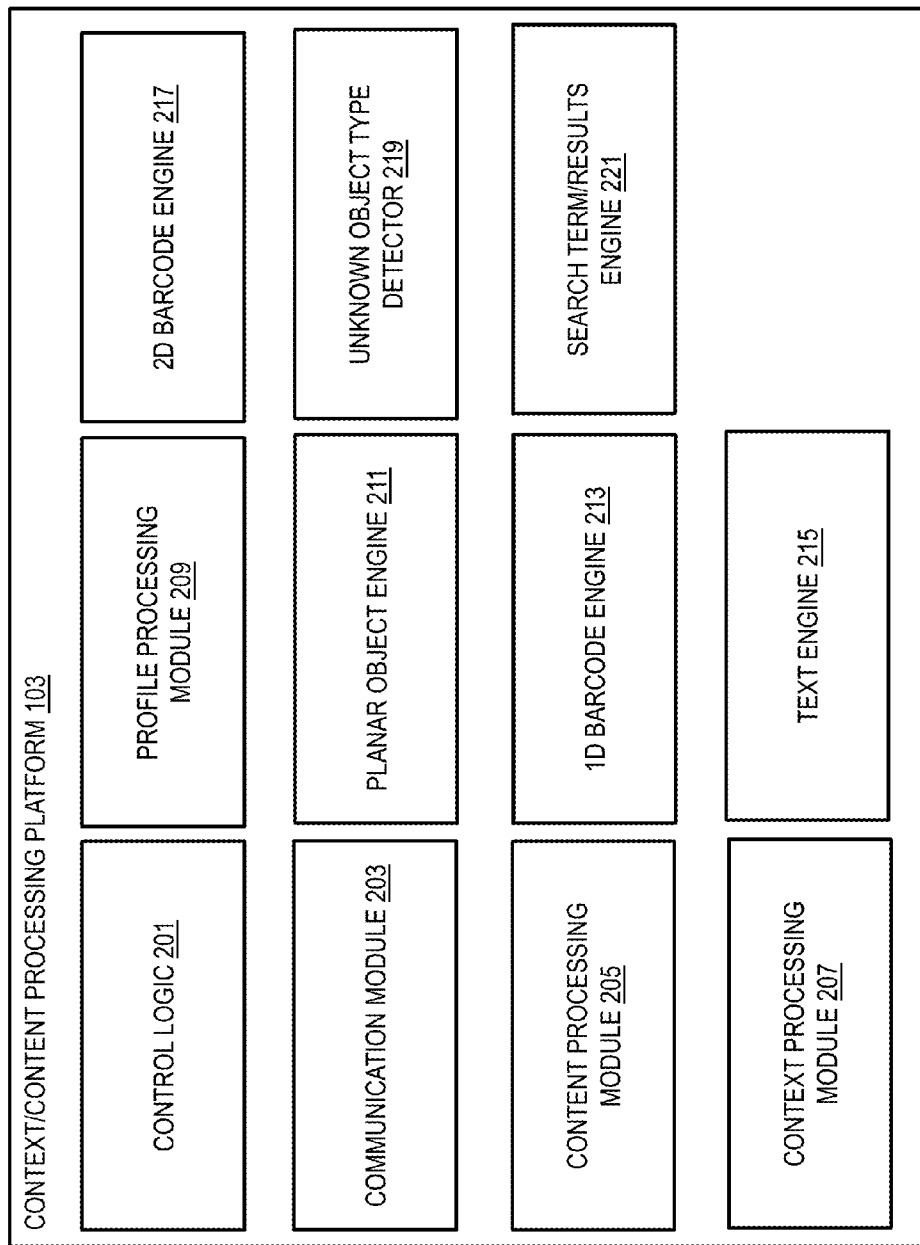 CONTEXT/CONTENT PROCESSING PLATFORM 103
CONTROL LOGIC 201
COMMUNICATION MODULE 203
CONTENT PROCESSING
MODULE 205
CONTEXT PROCESSING
MODULE 207
PROFILE PROCESSING
MODULE 209
PLANAR OBJECT ENGINE 211
1D BARCODE ENGINE 213
TEXT ENGINE 215
2D BARCODE ENGINE 217
UNKNOWN OBJECT TYPE
DETECTOR 219
SEARCH TERM/RESULTS
ENGINE 221